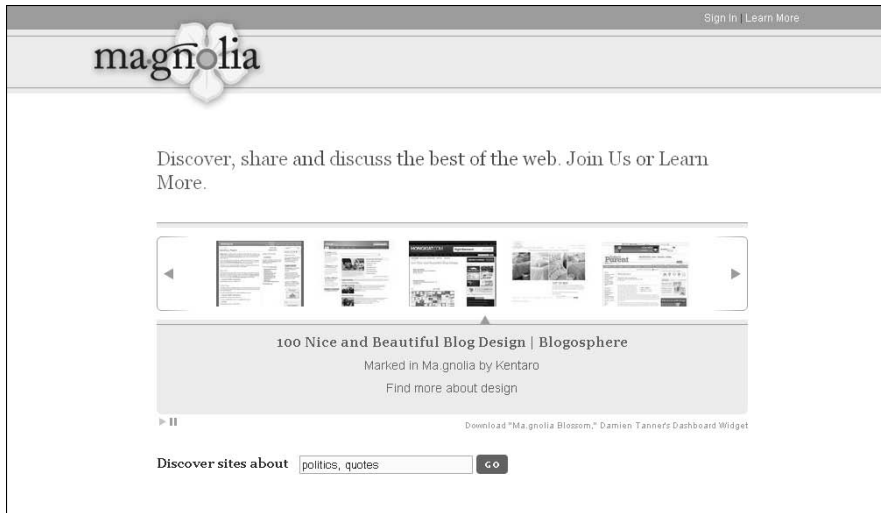 Sign In | Learn More
magnolia
Discover, share and discuss the best of the web. Join Us or Learn
More.
100 Nice and Beautiful Blog Design | Blogosphere
Marked in Ma.gnolia by Kentaro
Find more about design
Download "Ma.gnolia Blossom," Damien Tanner's Dashboard Widget
Discover sites about politics, quotes GO